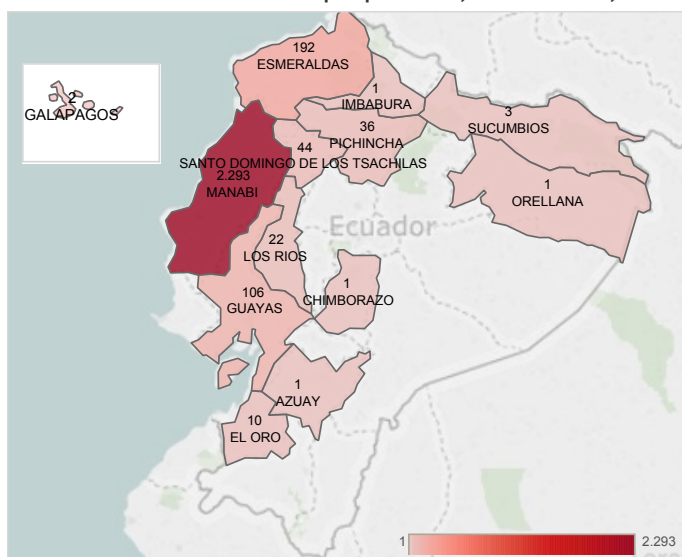 192
ESMERALDAS
2
GALAPAGOS
1
IMBABURA
3
SUCUMBIOS
36
PICHINCHA
44
SANTO DOMINGO DE LOS TSACHILAS
2.293
MANABI
1
ORELLANA
Ecuador
22
LOS RIOS
1
CHIMBORAZO
106
GUAYAS
1
AZUAY
10
EL ORO
1
2.293